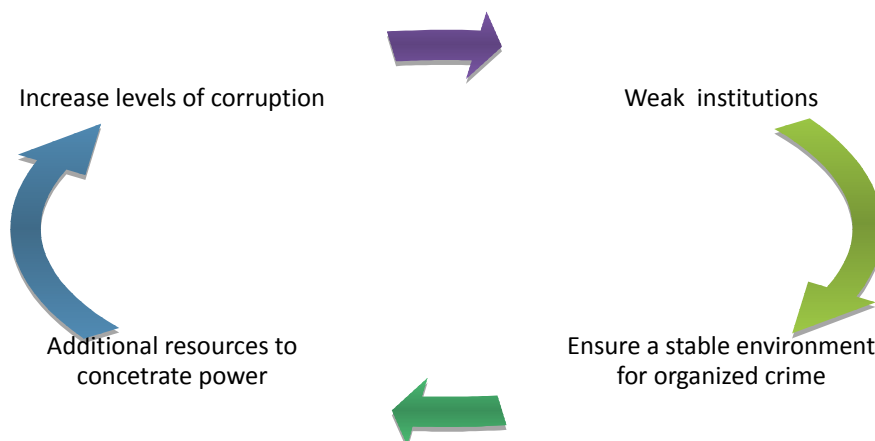 Increase levels of corruption
Weak institutions
Additional resources to
concetrate power
Ensure a stable environment
for organized crime